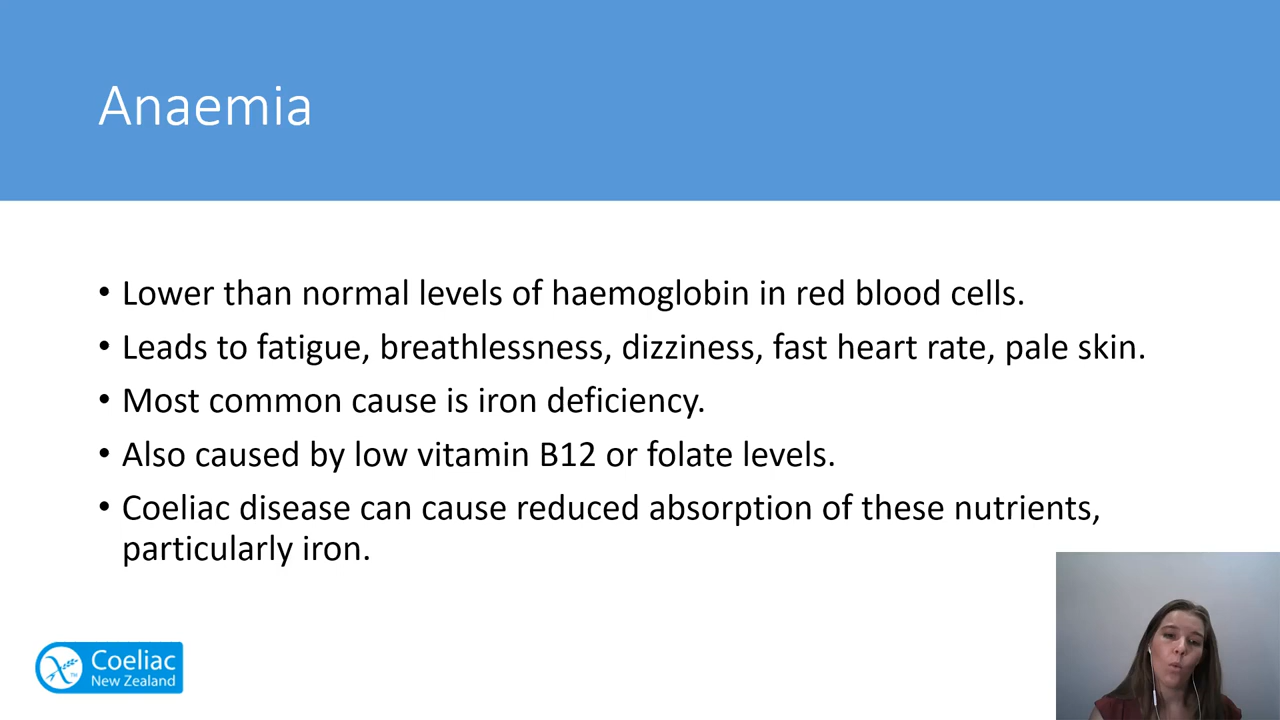 Anaemia
• Lower than normal levels of haemoglobin in red blood cells.
• Leads to fatigue, breathlessness, dizziness, fast heart rate, pale skin.
• Most common cause is iron deficiency.
• Also caused by low vitamin B12 or folate levels.
• Coeliac disease can cause reduced absorption of these nutrients,
particularly iron.
Coeliac
New Zealand
TM